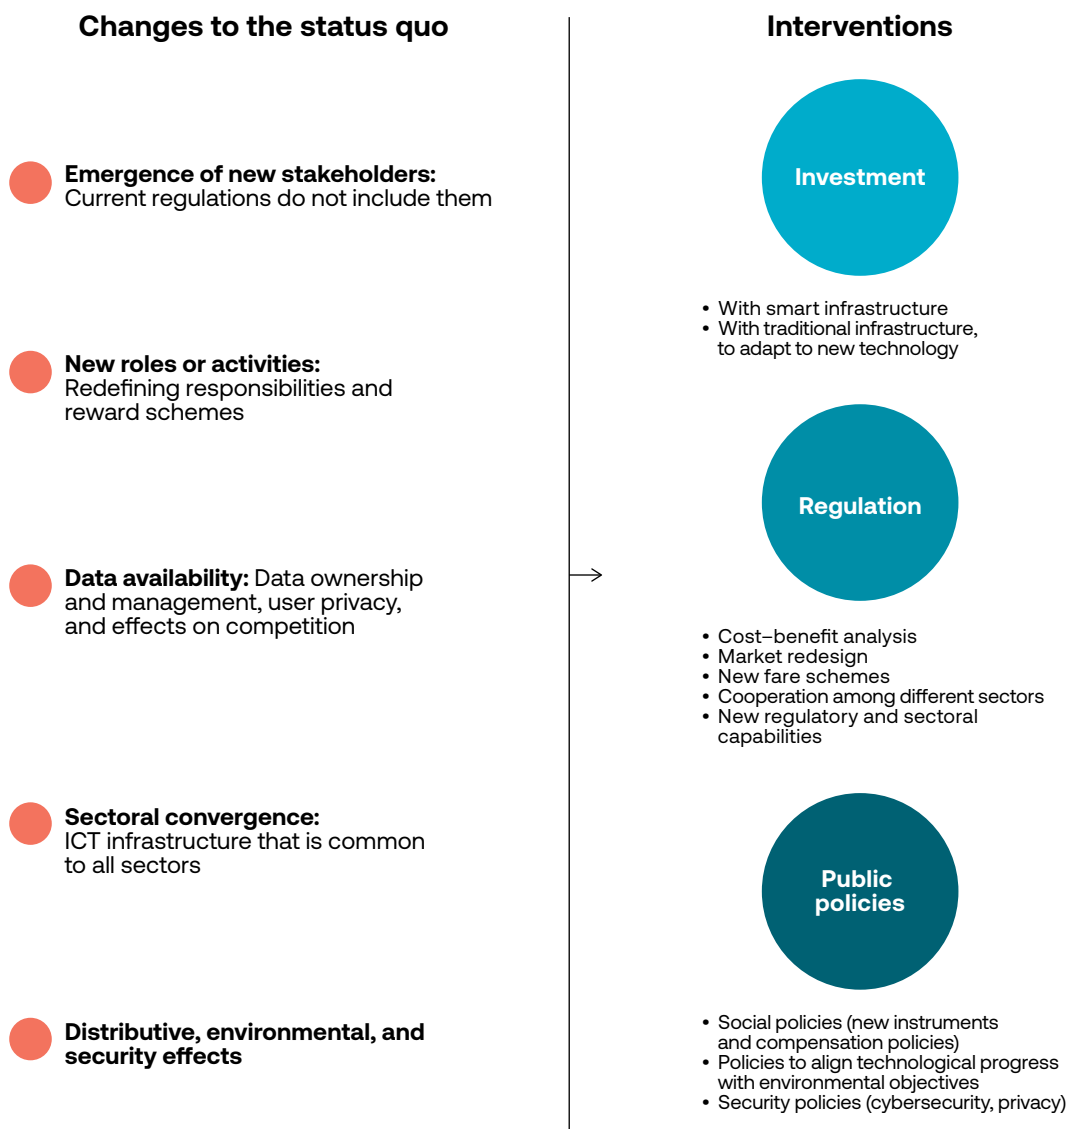 Changes to the status quo
Emergence of new stakeholders:
Current regulations do not include them
New roles or activities:
Redefining responsibilities and
reward schemes
Data availability: Data ownership
and management, user privacy,
and effects on competition
Sectoral convergence:
ICT infrastructure that is common
to all sectors
Distributive, environmental, and
security effects
Interventions
Investment
• With smart infrastructure
• With traditional infrastructure,
to adapt to new technology
Regulation
• Cost–benefit analysis
• Market redesign
• New fare schemes
• Cooperation among different sectors
• New regulatory and sectoral
capabilities
Public
policies
• Social policies (new instruments
and compensation policies)
• Policies to align technological progress
with environmental objectives
• Security policies (cybersecurity, privacy)